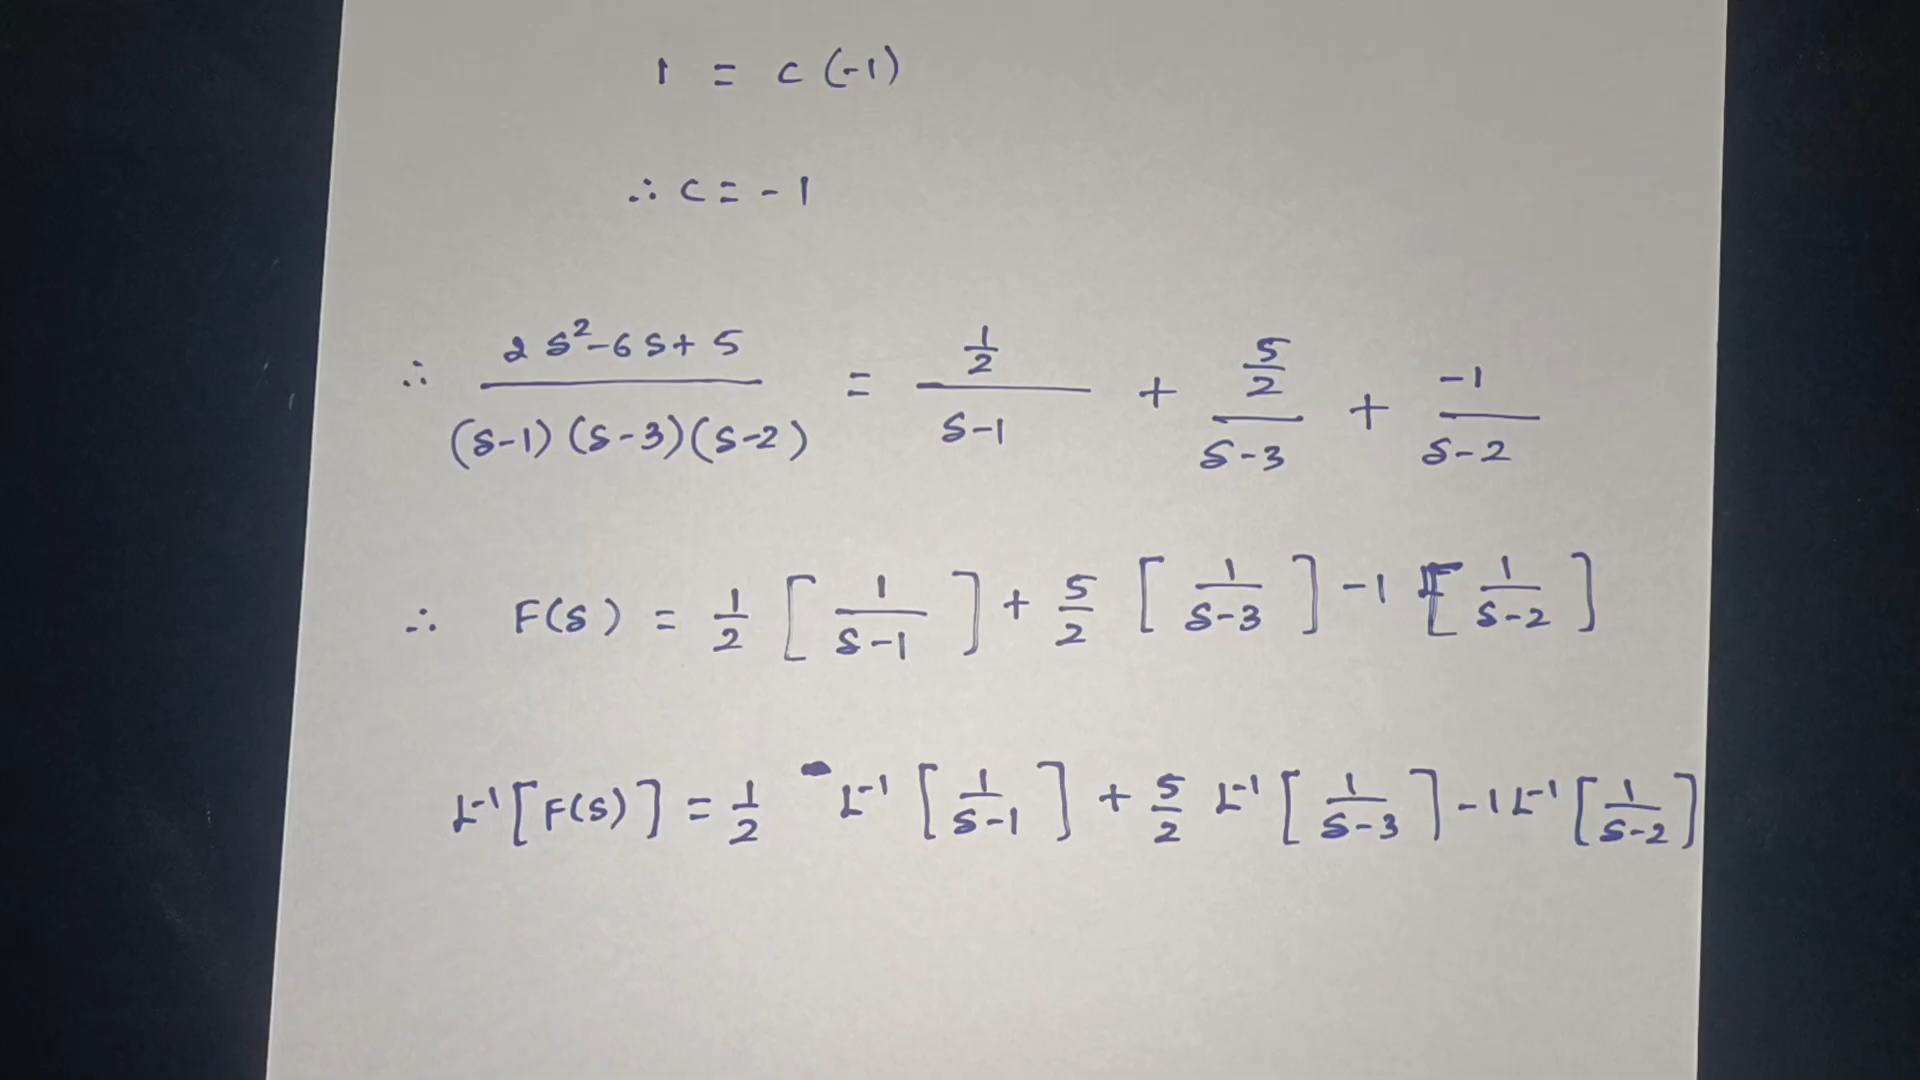 1 = c (-1)
∴ c = -1
∴ 2s²-6s+5 / (s-1)(s-3)(s-2) = 1/2 / s-1 + 5/2 / s-3 + -1 / s-2
∴ F(s) = 1/2 [ 1/s-1 ] + 5/2 [ 1/s-3 ] -1 [ 1/s-2 ]
L⁻¹[F(s)] = 1/2 L⁻¹ [ 1/s-1 ] + 5/2 L⁻¹ [ 1/s-3 ] -1 L⁻¹ [ 1/s-2 ]